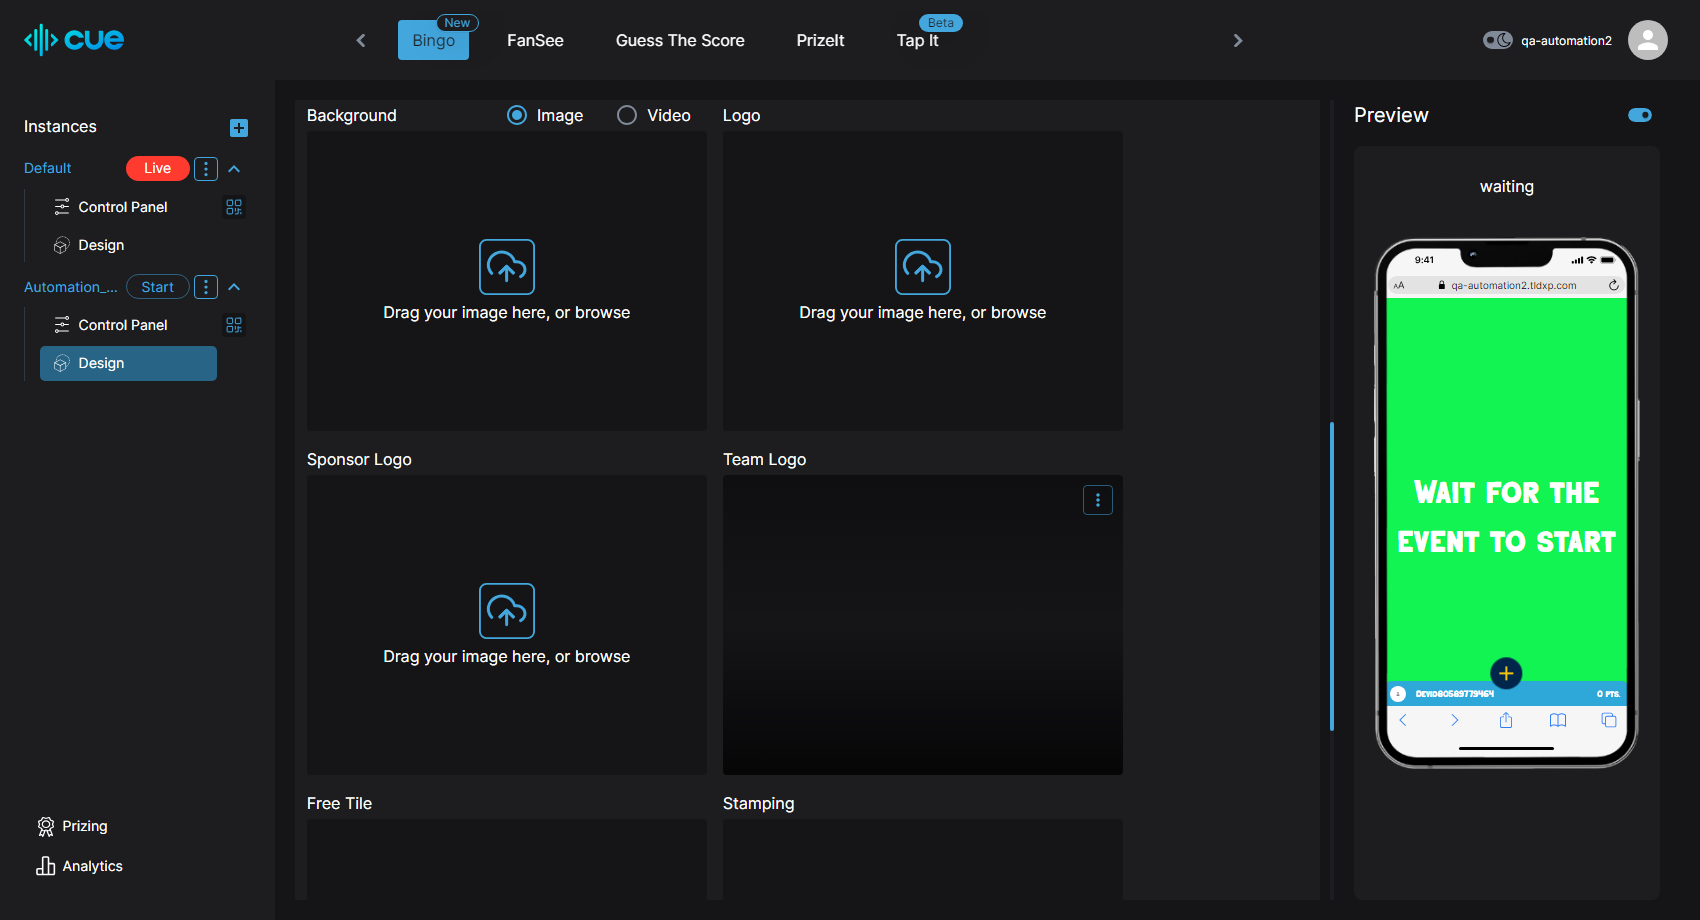 cue
New
Bingo
FanSee
Guess The Score
PrizeIt
Beta
Tap It
qa-automation2
Instances
Default
Live
Control Panel
Design
Automation_...
Start
Control Panel
Design
Prizing
Analytics
Background
Image
Video
Logo
Drag your image here, or browse
Drag your image here, or browse
Sponsor Logo
Team Logo
Drag your image here, or browse
Free Tile
Stamping
Preview
waiting
9:41
AA
qa-automation2.tldxp.com
WAIT FOR THE
EVENT TO START
0 PTS.